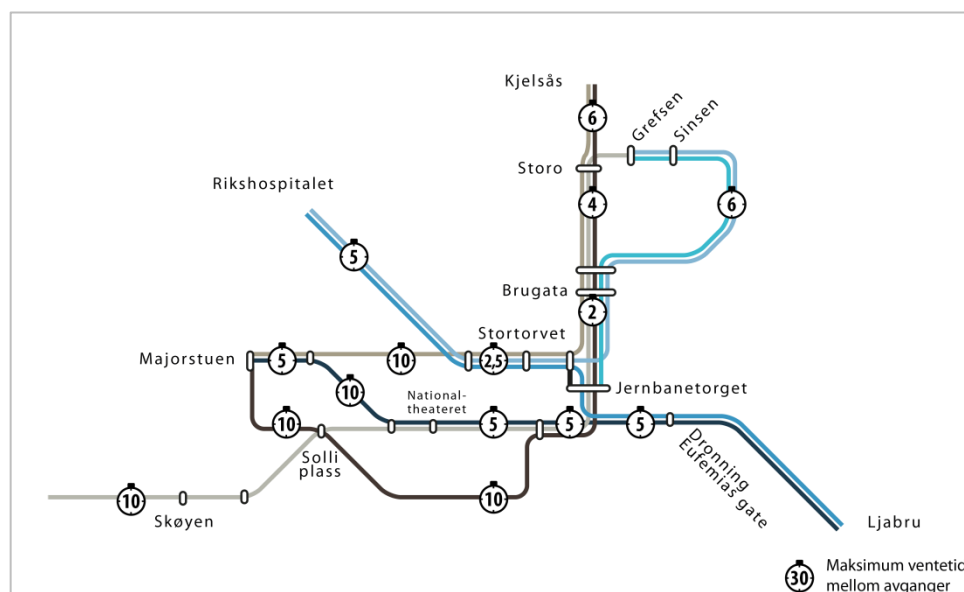 Kjelsås
6
Grefsen
Sinsen
Storo
Rikshospitalet
4
6
5
Brugata
2
Stortorvet
Majorstuen
5
10
2,5
Jernbanetorget
10
National-
theateret
10
5
5
5
Solli
plass
Dronning
Eufemias gate
10
10
Skøyen
Ljabru
30
Maksimum ventetid
mellom avganger